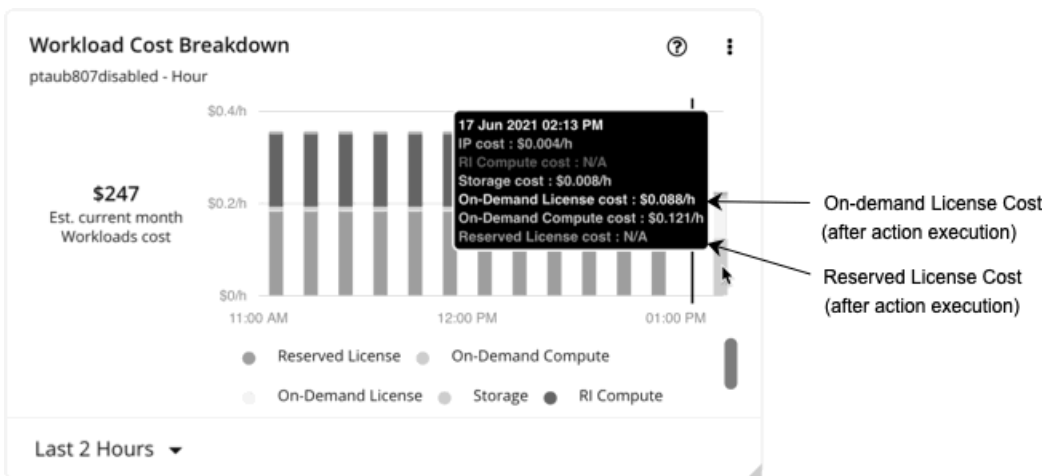 Workload Cost Breakdown
ptaub807disabled - Hour
$0.4/h
17 Jun 2021 02:13 PM
IP cost : $0.004/h
RI Compute cost : N/A
Storage cost : $0.008/h
On-Demand License cost : $0.088/h
On-Demand Compute cost : $0.121/h
Reserved License cost : N/A
$247
Est. current month
Workloads cost
$0.2/h
$0/h
11:00 AM 12:00 PM 01:00 PM
On-demand License Cost
(after action execution)
Reserved License Cost
(after action execution)
Reserved License On-Demand Compute
On-Demand License Storage RI Compute
Last 2 Hours